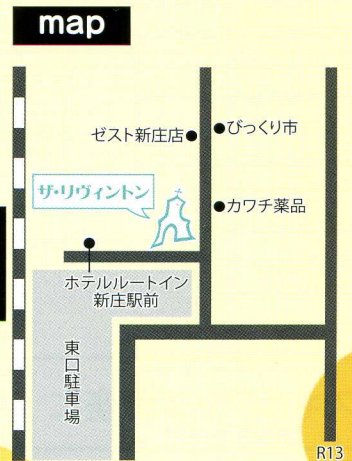 map
ゼスト新庄店
びっくり市
ザ・リヴィントン
カワチ薬品
ホテルルートイン
新庄駅前
東口駐車場
R13